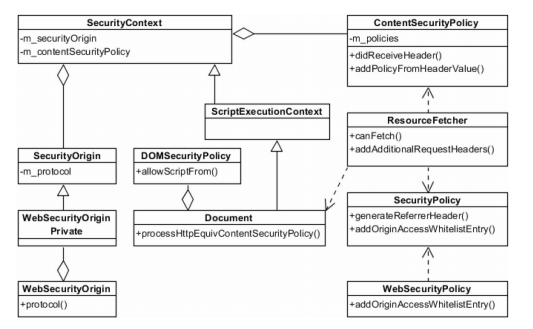 SecurityContext
-m_securityOrigin
-m_contentSecurityPolicy
ContentSecurityPolicy
-m_policies
+didReceiveHeader()
+addPolicyFromHeaderValue()
ScriptExecutionContext
ResourceFetcher
+canFetch()
+addAdditionalRequestHeaders()
SecurityOrigin
-m_protocol
DOMSecurityPolicy
+allowScriptFrom()
SecurityPolicy
+generateReferrerHeader()
+addOriginAccessWhitelistEntry()
WebSecurityOrigin
Private
Document
+processHttpEquivContentSecurityPolicy()
WebSecurityOrigin
+protocol()
WebSecurityPolicy
+addOriginAccessWhitelistEntry()